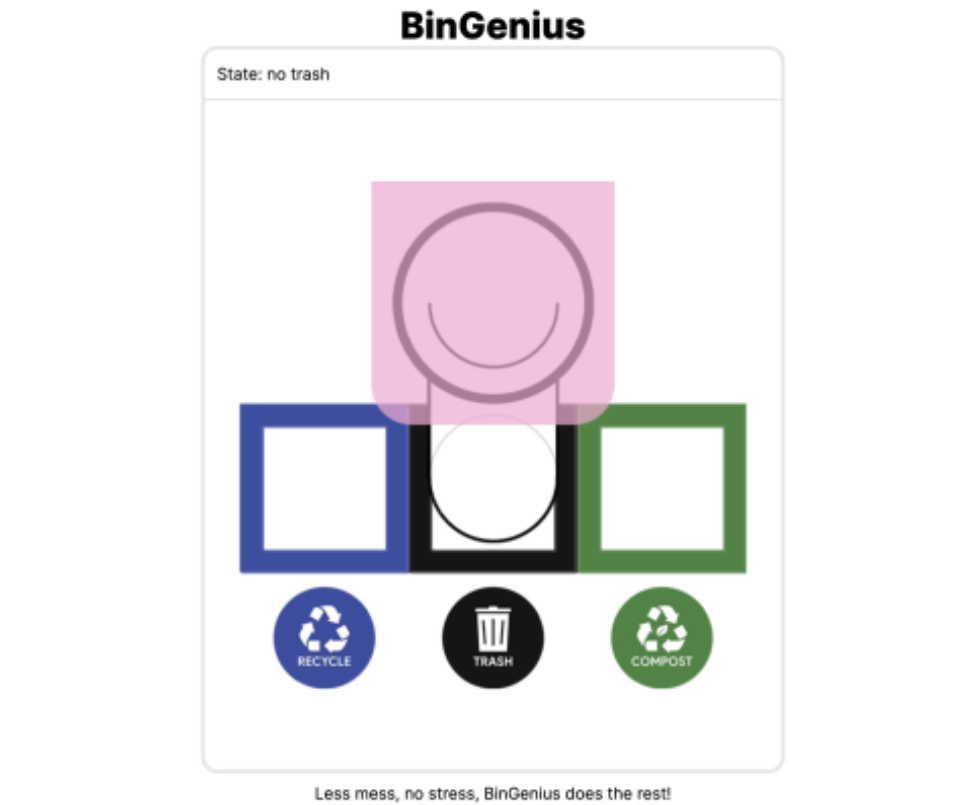 BinGenius
State: no trash
RECYCLE
TRASH
COMPOST
Less mess, no stress, BinGenius does the rest!